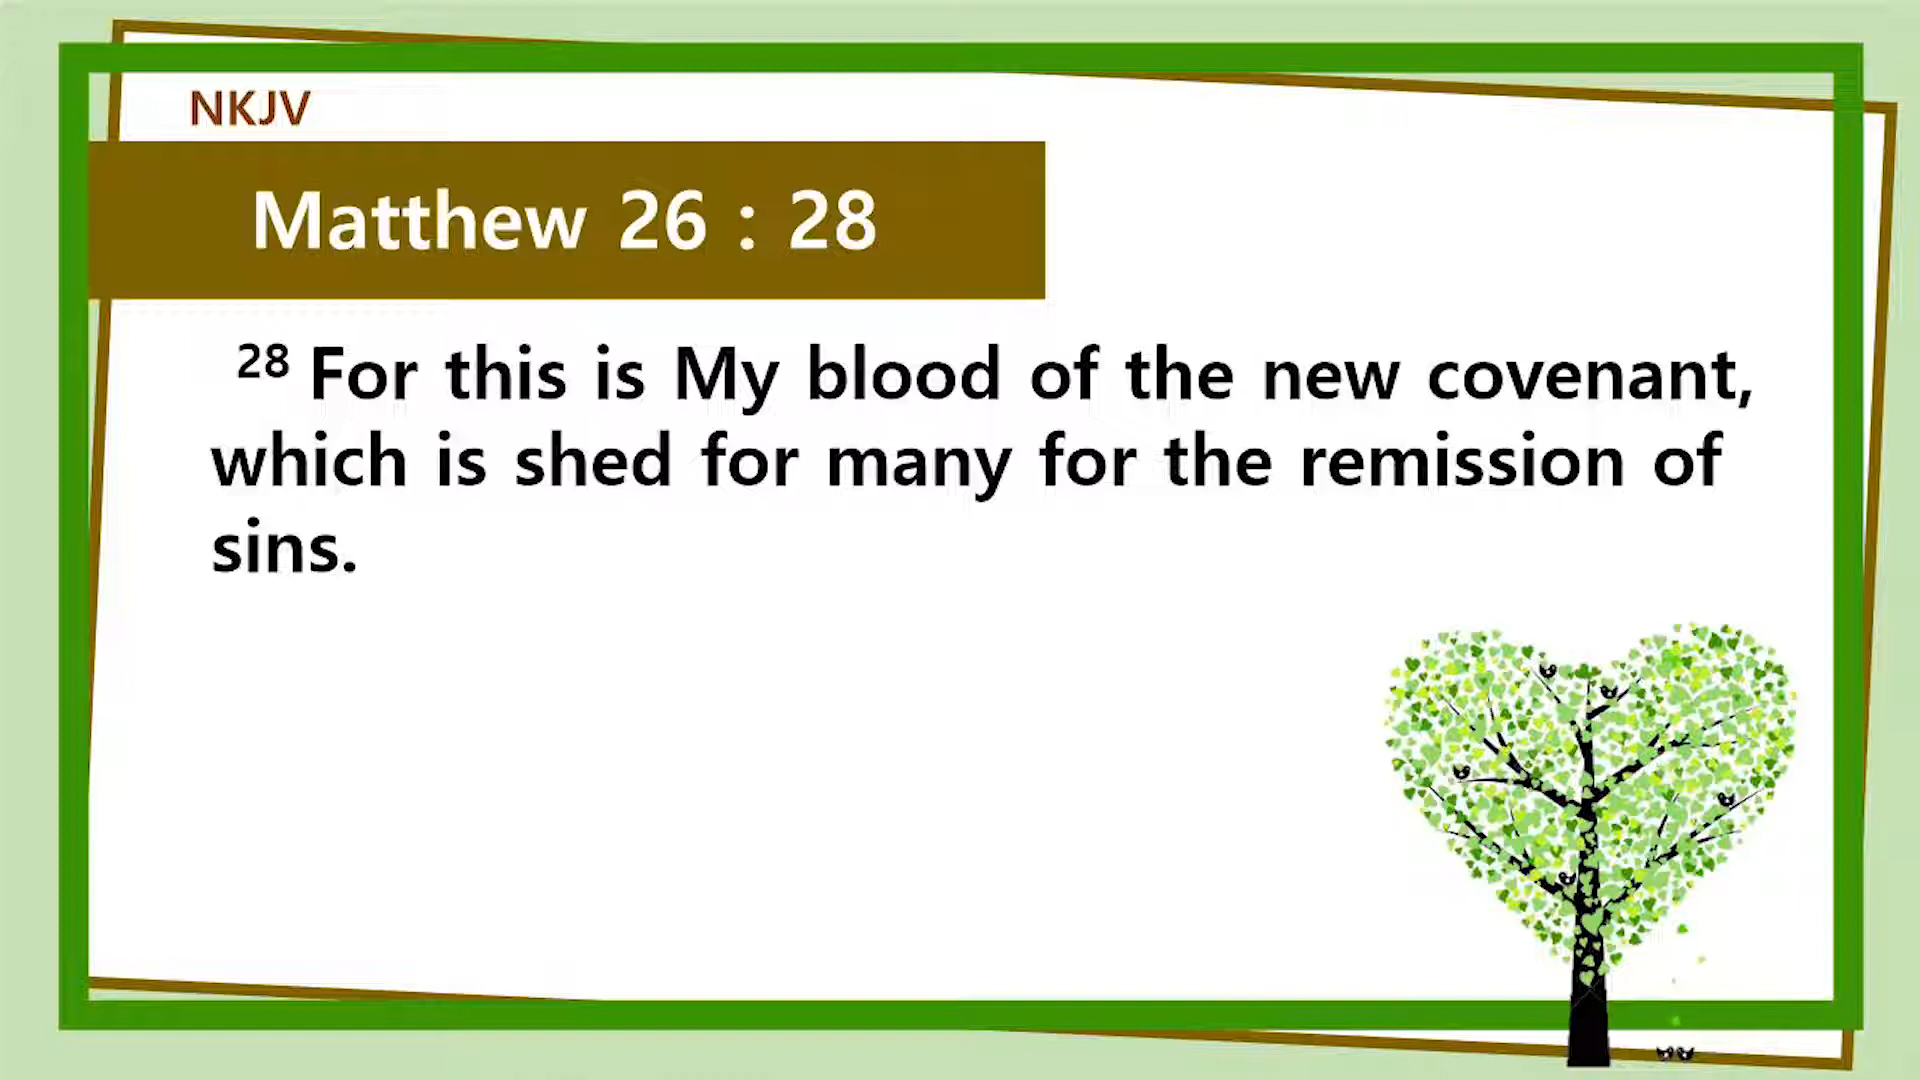 NKJV
Matthew 26 : 28
28 For this is My blood of the new covenant,
which is shed for many for the remission of
sins.